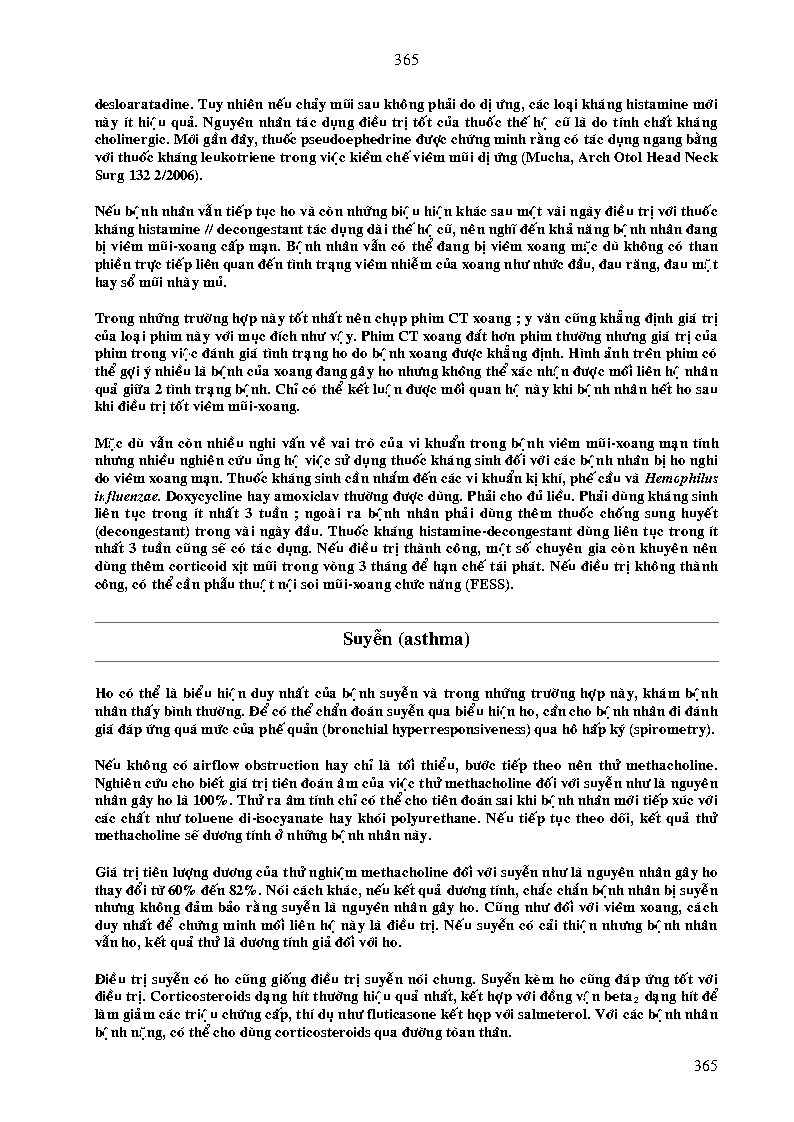 365
desloaratadine. Tuy nhiên nếu chảy mũi sau không phải do dị ứng, các loại kháng histamine mới
này ít hiệu quả. Nguyên nhân tác dụng điều trị tốt của thuốc thế hệ cũ là do tính chất kháng
cholinergic. Mới gần đây, thuốc pseudoephedrine được chứng minh rằng có tác dụng ngang bằng
với thuốc kháng leukotriene trong việc kiềm chế viêm mũi dị ứng (Mucha, Arch Otol Head Neck
Surg 132 2/2006).
Nếu bệnh nhân vẫn tiếp tục ho và còn những biệu hiện khác sau một vài ngày điều trị với thuốc
kháng histamine // decongestant tác dụng dài thế hệ cũ, nên nghĩ đến khả năng bệnh nhân đang
bị viêm mũi-xoang cấp mạn. Bệnh nhân vẫn có thể đang bị viêm xoang mặc dù không có than
phiền trực tiếp liên quan đến tình trạng viêm nhiễm của xoang như nhức đầu, đau răng, đau mặt
hay sổ mũi nhày mủ.
Trong những trường hợp này tốt nhất nên chụp phim CT xoang ; y văn cũng khẳng định giá trị
của loại phim này với mục đích như vậy. Phim CT xoang đắt hơn phim thường nhưng giá trị của
phim trong việc đánh giá tình trạng ho do bệnh xoang được khẳng định. Hình ảnh trên phim có
thể gợi ý nhiều là bệnh của xoang đang gây ho nhưng không thể xác nhận được mối liên hệ nhân
quả giữa 2 tình trạng bệnh. Chỉ có thể kết luận được mối quan hệ này khi bệnh nhân hết ho sau
khi điều trị tốt viêm mũi-xoang.
Mặc dù vẫn còn nhiều nghi vấn về vai trò của vi khuẩn trong bệnh viêm mũi-xoang mạn tính
nhưng nhiều nghiên cứu ủng hộ việc sử dụng thuốc kháng sinh đối với các bệnh nhân bị ho nghi
do viêm xoang mạn. Thuốc kháng sinh cần nhắm đến các vi khuẩn kị khí, phế cầu và Hemophilus
influenzae. Doxycycline hay amoxiclav thường được dùng. Phải cho đủ liều. Phải dùng kháng sinh
liên tục trong ít nhất 3 tuần ; ngoài ra bệnh nhân phải dùng thêm thuốc chống sung huyết
(decongestant) trong vài ngày đầu. Thuốc kháng histamine-decongestant dùng liên tục trong ít
nhất 3 tuần cũng sẽ có tác dụng. Nếu điều trị thành công, một số chuyên gia còn khuyên nên
dùng thêm corticoid xịt mũi trong vòng 3 tháng để hạn chế tái phát. Nếu điều trị không thành
công, có thể cần phẫu thuật nội soi mũi-xoang chức năng (FESS).
Suyễn (asthma)
Ho có thể là biểu hiện duy nhất của bệnh suyễn và trong những trường hợp này, khám bệnh
nhân thấy bình thường. Để có thể chẩn đoán suyễn qua biểu hiện ho, cần cho bệnh nhân đi đánh
giá đáp ứng quá mức của phế quản (bronchial hyperresponsiveness) qua hô hấp ký (spirometry).
Nếu không có airflow obstruction hay chỉ là tối thiểu, bước tiếp theo nên thử methacholine.
Nghiên cứu cho biết giá trị tiên đoán âm của việc thử methacholine đối với suyễn như là nguyên
nhân gây ho là 100%. Thử ra âm tính chỉ có thể cho tiên đoán sai khi bệnh nhân mới tiếp xúc với
các chất như toluene di-isocyanate hay khói polyurethane. Nếu tiếp tục theo dõi, kết quả thử
methacholine sẽ dương tính ở những bệnh nhân này.
Giá trị tiên lượng dương của thử nghiệm methacholine đối với suyễn như là nguyên nhân gây ho
thay đổi từ 60% đến 82%. Nói cách khác, nếu kết quả dương tính, chắc chắn bệnh nhân bị suyễn
nhưng không đảm bảo rằng suyễn là nguyên nhân gây ho. Cũng như đối với viêm xoang, cách
duy nhất để chứng minh mối liên hệ này là điều trị. Nếu suyễn có cải thiện nhưng bệnh nhân
vẫn ho, kết quả thử là dương tính giả đối với ho.
Điều trị suyễn có ho cũng giống điều trị suyễn nói chung. Suyễn kèm ho cũng đáp ứng tốt với
điều trị. Corticosteroids dạng hít thường hiệu quả nhất, kết hợp với đồng vận beta₂ dạng hít để
làm giảm các triệu chứng cấp, thí dụ như fluticasone kết họp với salmeterol. Với các bệnh nhân
bệnh nặng, có thể cho dùng corticosteroids qua đường tòan thân.
365